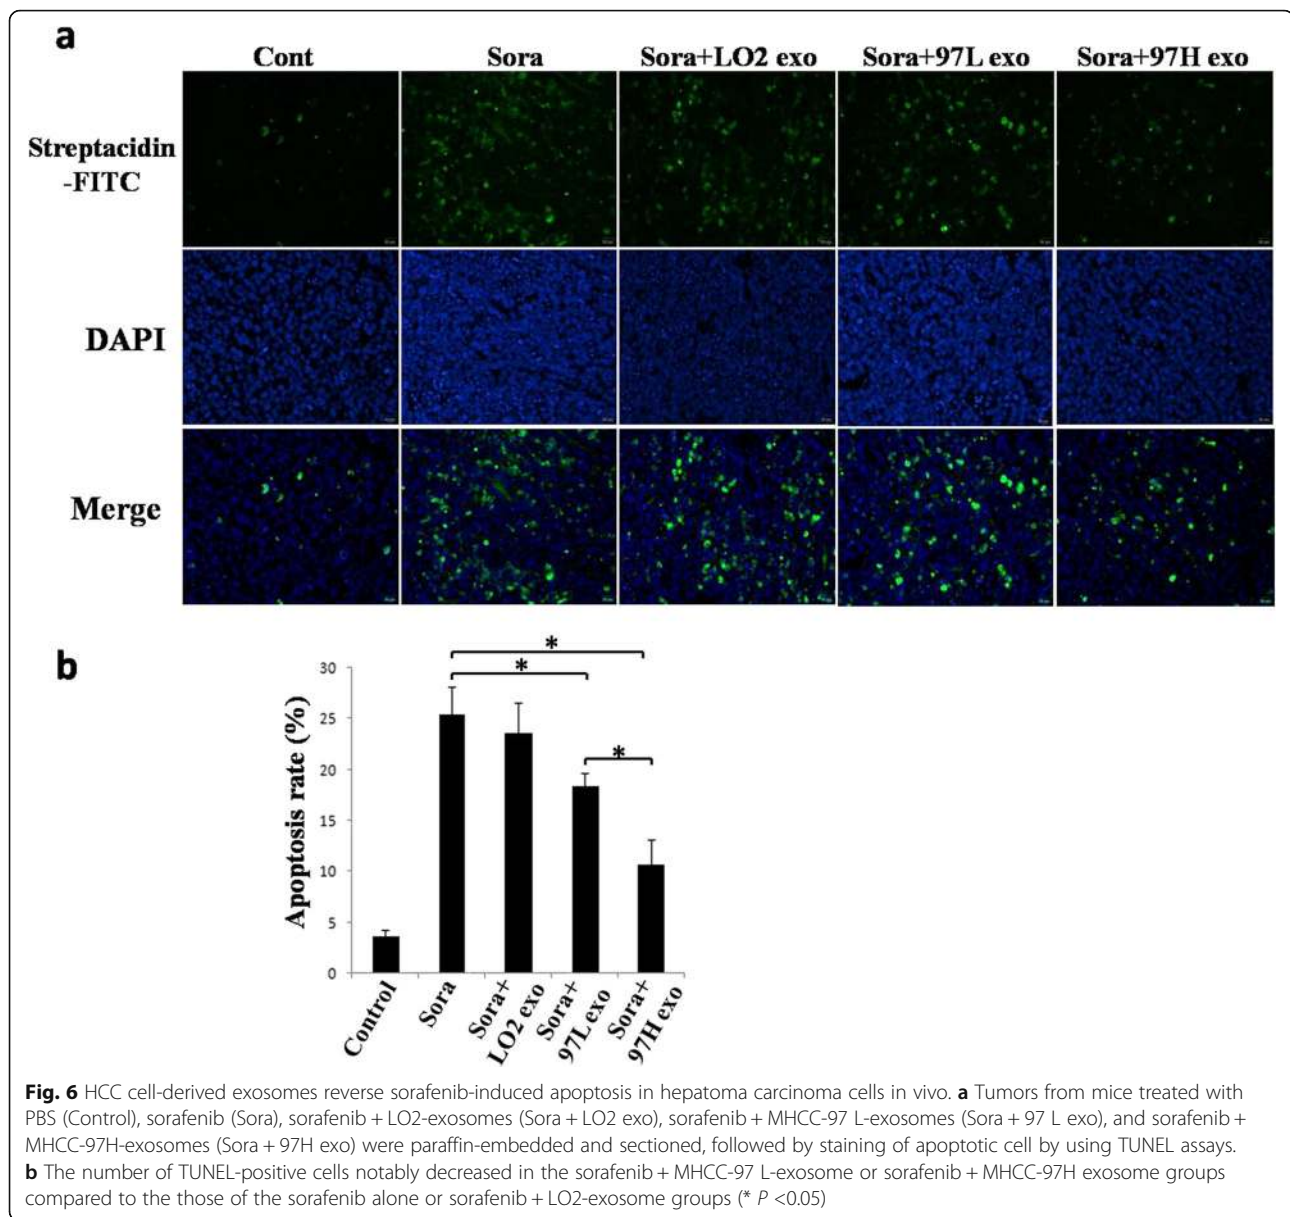 a
Cont Sora Sora+LO2 exo Sora+97L exo Sora+97H exo
Streptacidin
-FITC
DAPI
Merge
b
Apoptosis rate (%)
30
25
20
15
10
5
0
*
*
*
Control
Sora
Sora+
LO2 exo
Sora+
97L exo
Sora+
97H exo
Fig. 6 HCC cell-derived exosomes reverse sorafenib-induced apoptosis in hepatoma carcinoma cells in vivo. a Tumors from mice treated with
PBS (Control), sorafenib (Sora), sorafenib + LO2-exosomes (Sora + LO2 exo), sorafenib + MHCC-97 L-exosomes (Sora + 97 L exo), and sorafenib +
MHCC-97H-exosomes (Sora + 97H exo) were paraffin-embedded and sectioned, followed by staining of apoptotic cell by using TUNEL assays.
b The number of TUNEL-positive cells notably decreased in the sorafenib + MHCC-97 L-exosome or sorafenib + MHCC-97H exosome groups
compared to the those of the sorafenib alone or sorafenib + LO2-exosome groups (* P <0.05)